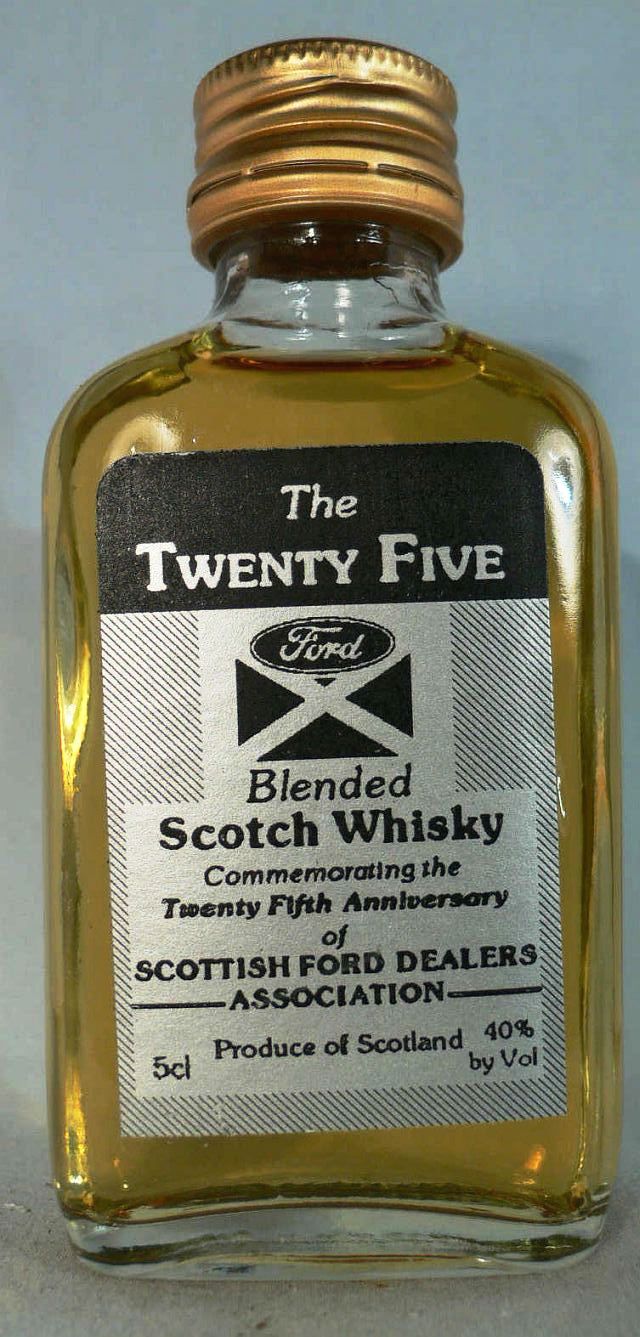 The
TWENTY FIVE
Ford
Blended
Scotch Whisky
Commemorating the
Twenty Fifth Anniversary
of
SCOTTISH FORD DEALERS
ASSOCIATION
5cl Produce of Scotland 40%
by Vol